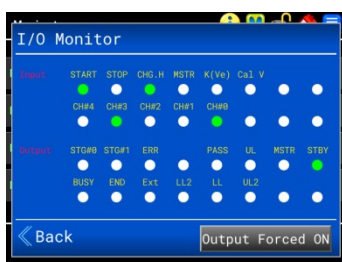 I/O Monitor
Input START STOP CHG.H MSTR K(Ve) Cal V
CH#4 CH#3 CH#2 CH#1 CH#0
Output STG#0 STG#1 ERR PASS UL MSTR STBY
BUSY END Ext LL2 LL UL2
Back Output Forced ON